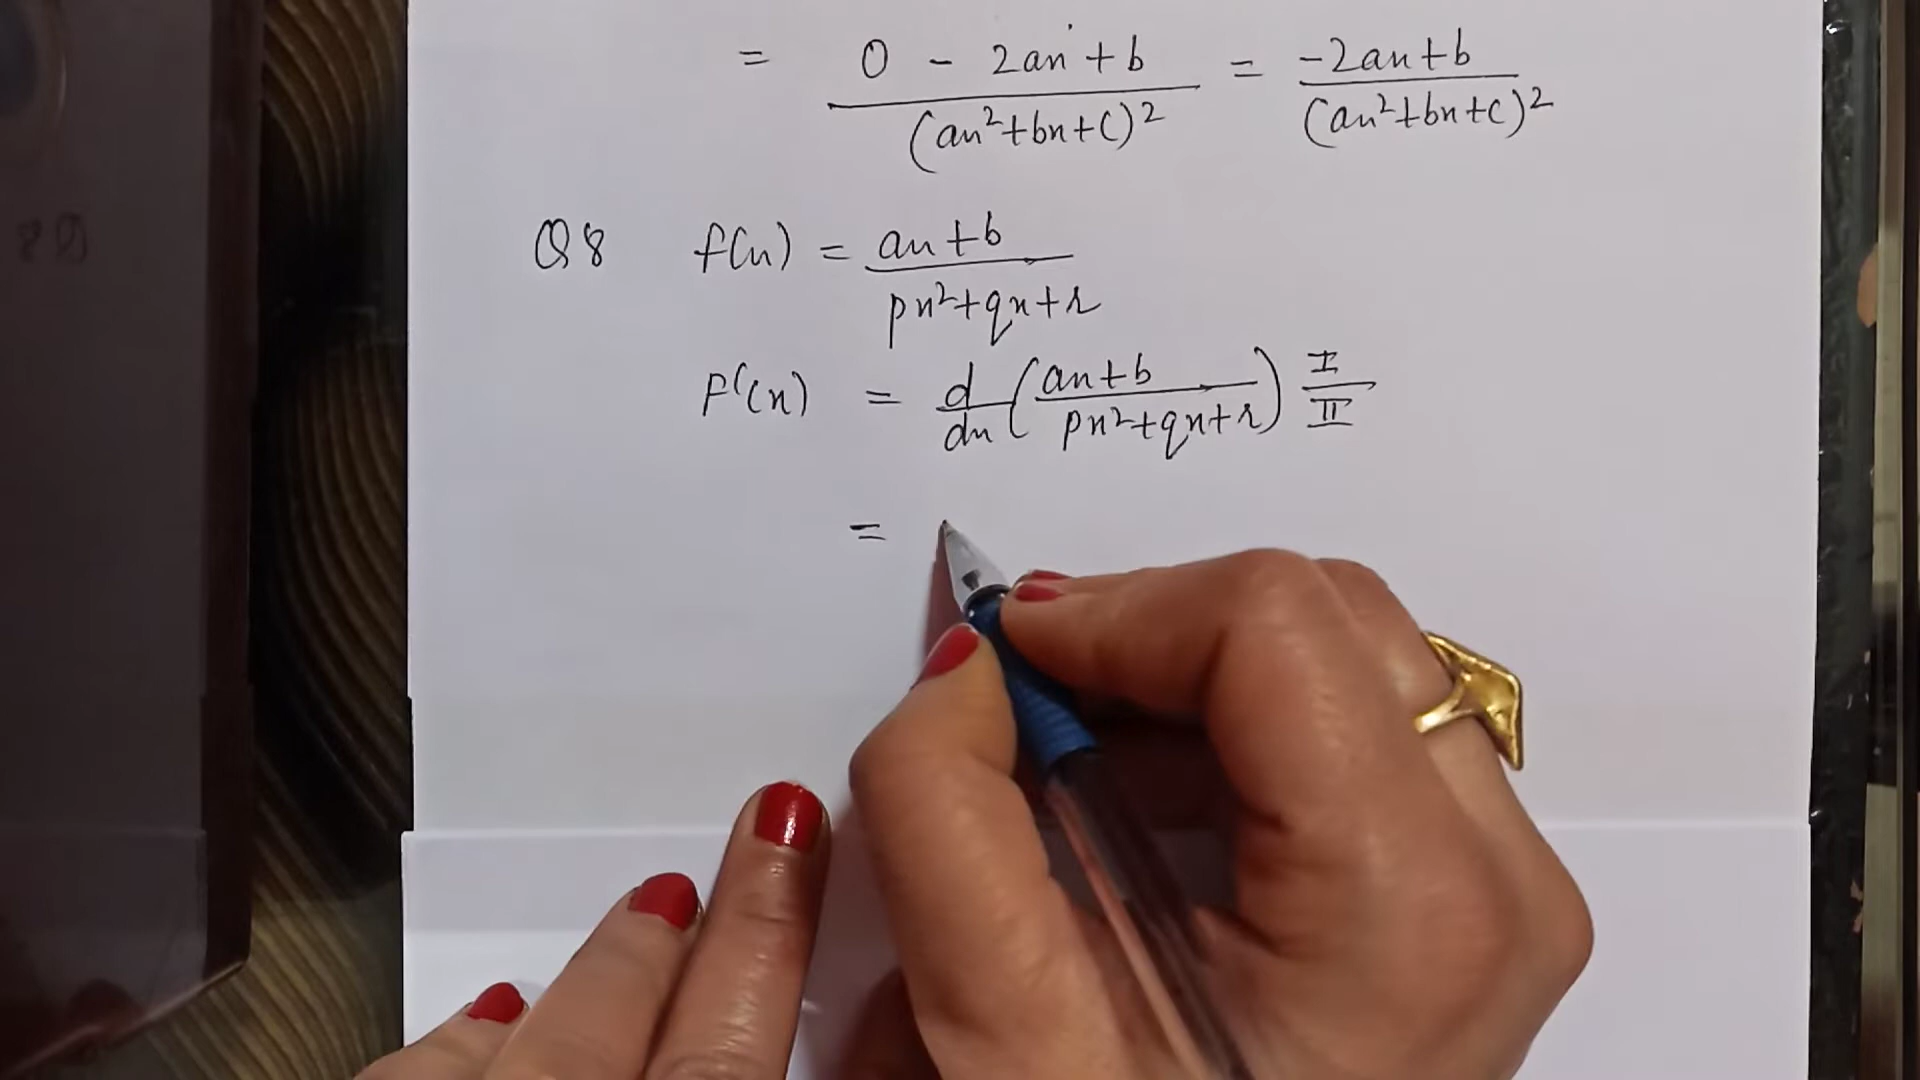 = 0 - 2ax + b / (ax²+bx+c)² = -2ax+b / (ax²+bx+c)²
Q8 f(x) = ax+b / px²+qx+r
F'(x) = d/dx (ax+b / px²+qx+r) I/II
=